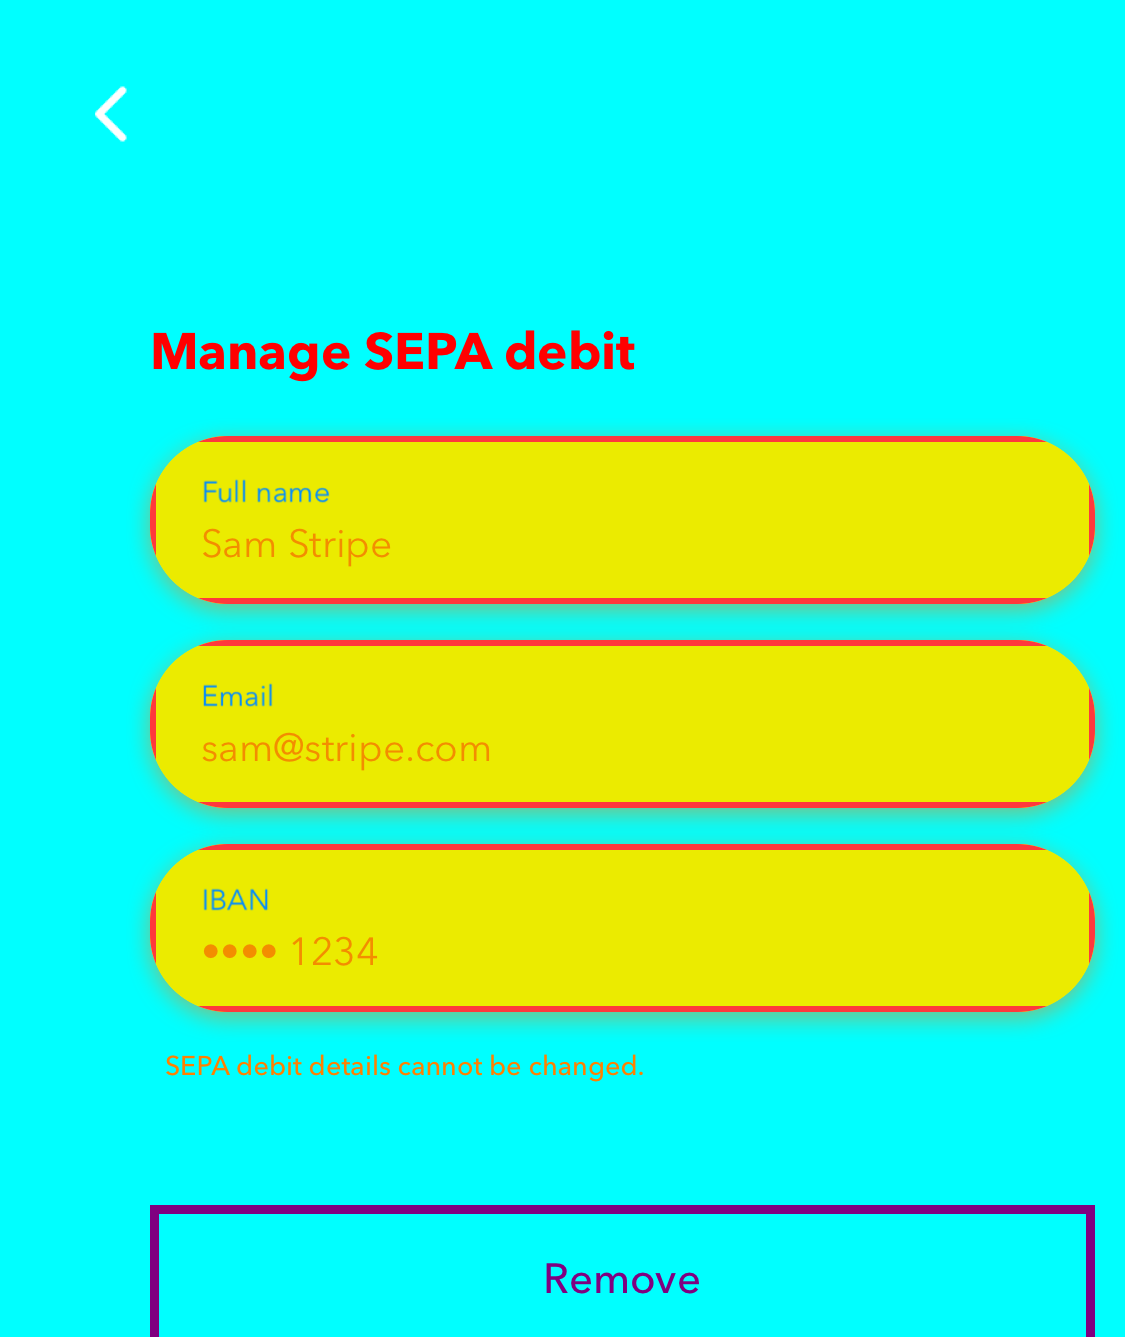 Manage SEPA debit
Full name
Sam Stripe
Email
sam@stripe.com
IBAN
•••• 1234
SEPA debit details cannot be changed.
Remove